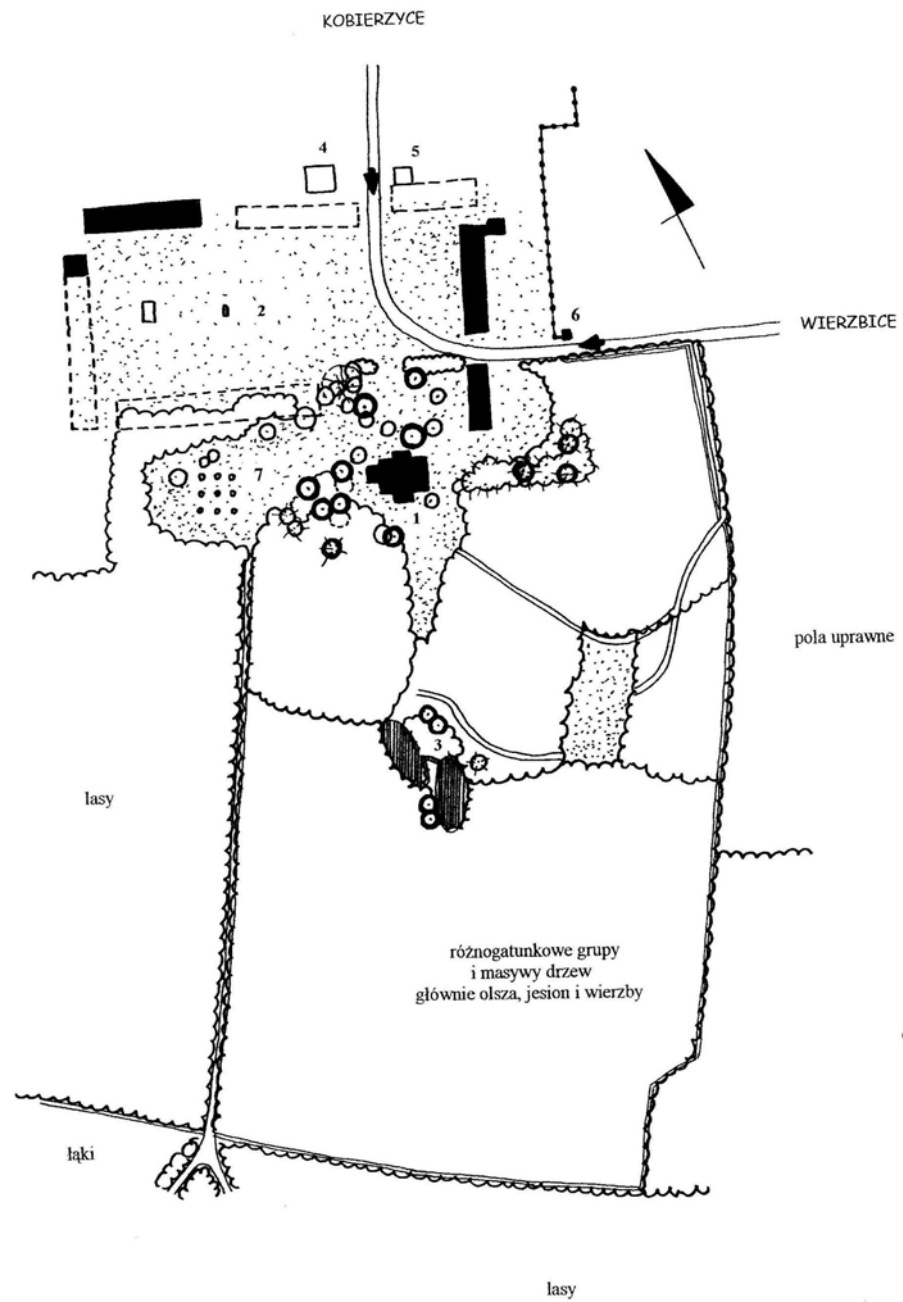 KOBIERZYCE
4
5
2
6
WIERZBICE
7
1
pola uprawne
3
lasy
różnogatunkowe grupy
i masywy drzew
głównie olsza, jesion i wierzby
łąki
lasy